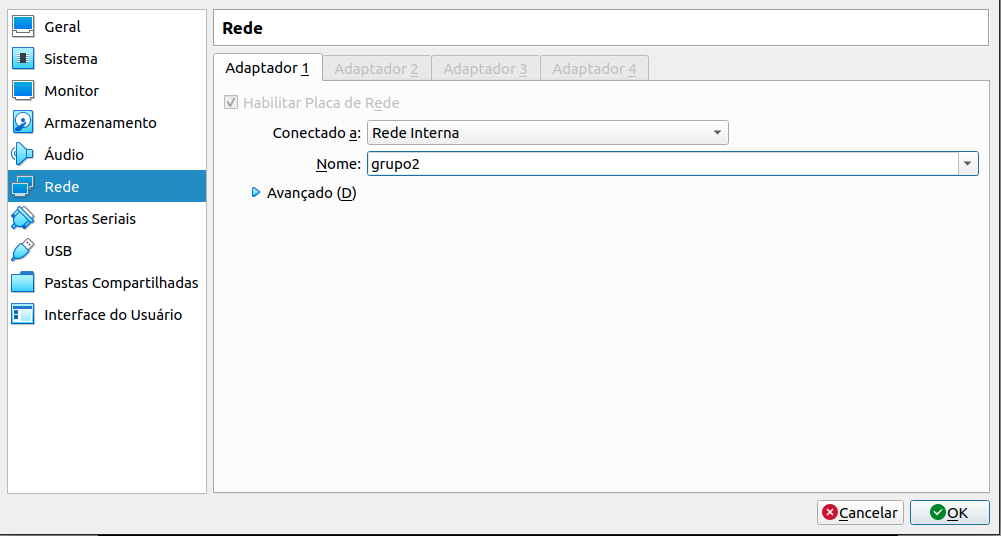 Geral
Sistema
Monitor
Armazenamento
Áudio
Rede
Portas Seriais
USB
Pastas Compartilhadas
Interface do Usuário
Rede
Adaptador 1 Adaptador 2 Adaptador 3 Adaptador 4
Habilitar Placa de Rede
Conectado a: Rede Interna
Nome: grupo2
Avançado (D)
Cancelar OK